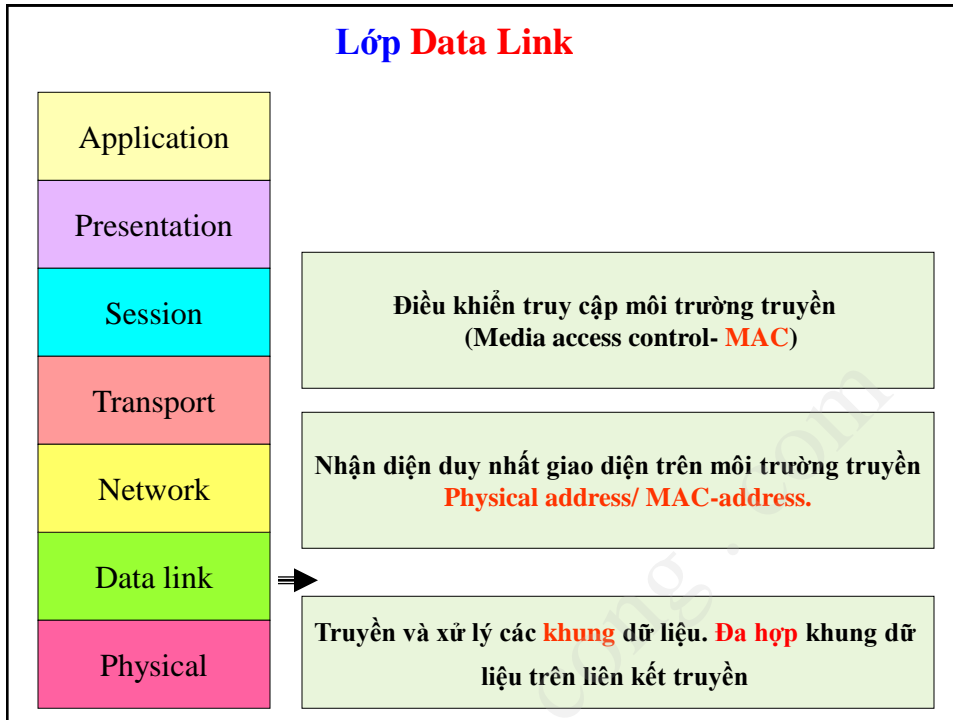 Lớp Data Link
Application
Presentation
Session
Transport
Network
Data link
Physical
Điều khiển truy cập môi trường truyền
(Media access control- MAC)
Nhận diện duy nhất giao diện trên môi trường truyền
Physical address/ MAC-address.
Truyền và xử lý các khung dữ liệu. Đa hợp khung dữ
liệu trên liên kết truyền
cong . com